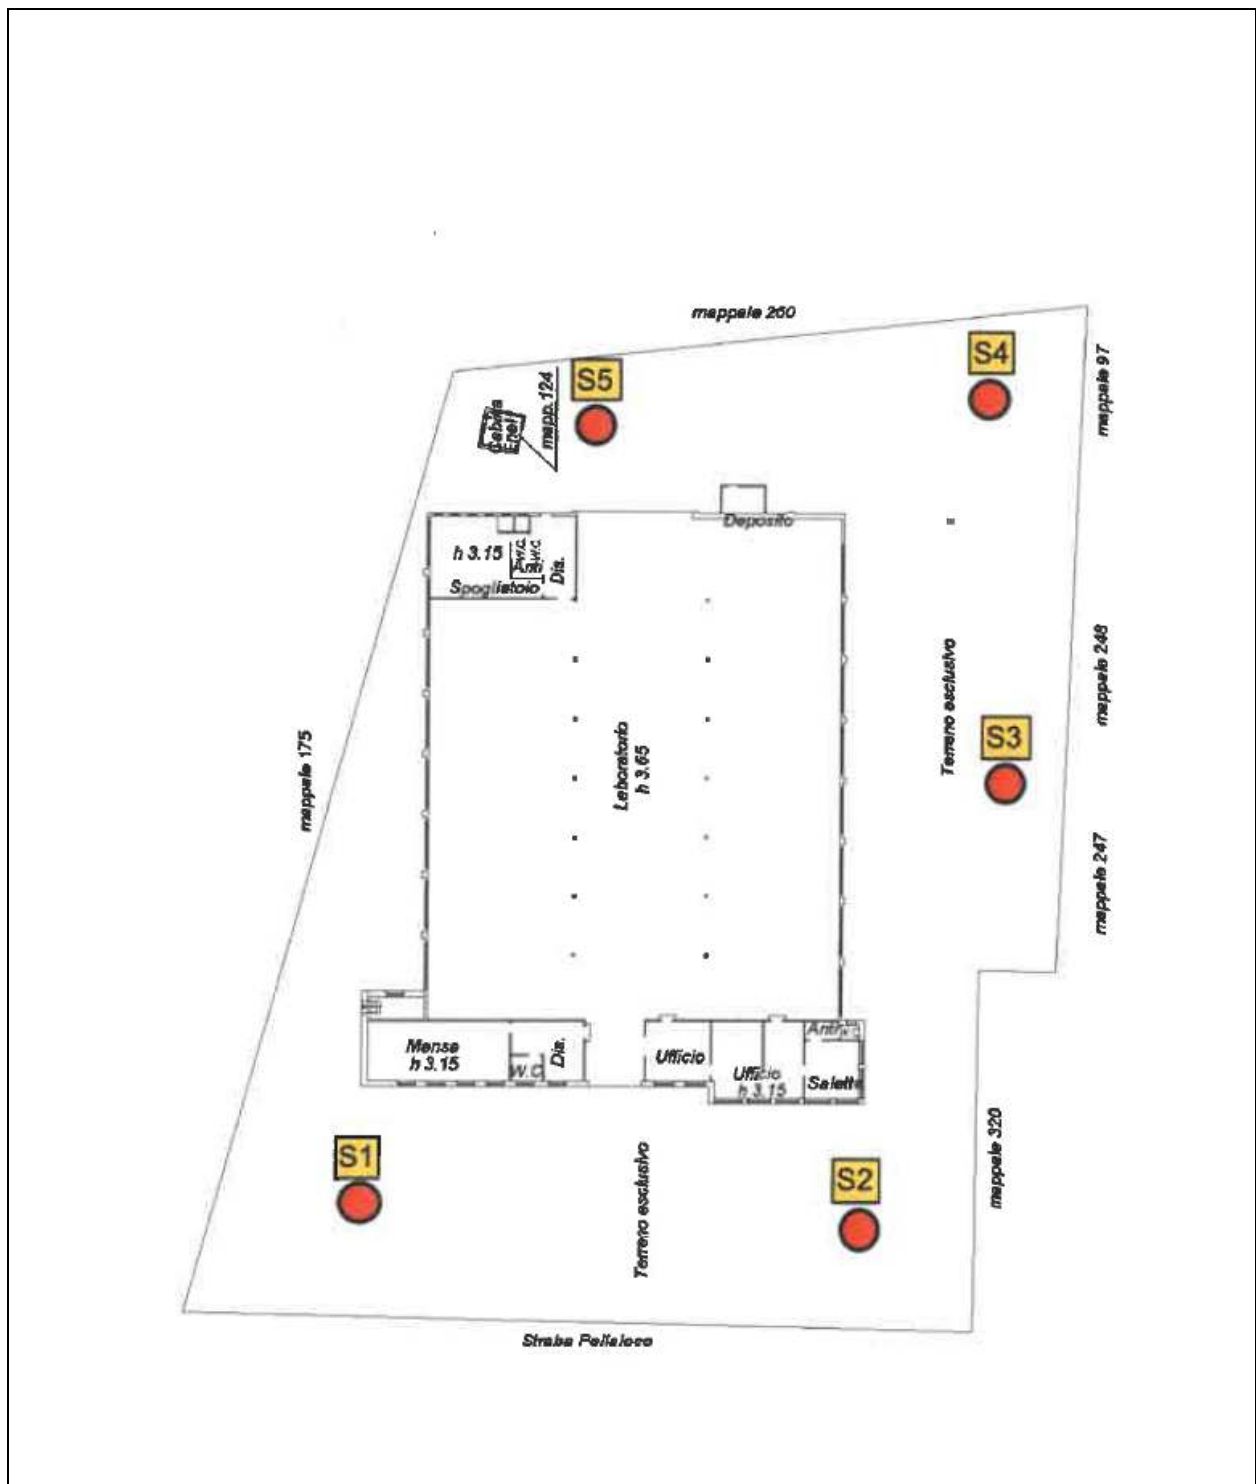 mappale 260
S4
S5
mappale 97
mapp.124
Cabina
Enel
Deposito
h 3.15
W.C.
Dis.
Spogliatoio
mappale 248
Terreno esclusivo
S3
mappale 175
Laboratorio
h 3.65
mappale 247
Mensa
h 3.15
W.C
Dis.
Ufficio
Ufficio
h 3.15
Saletta
mappale 320
S1
S2
Terreno esclusivo